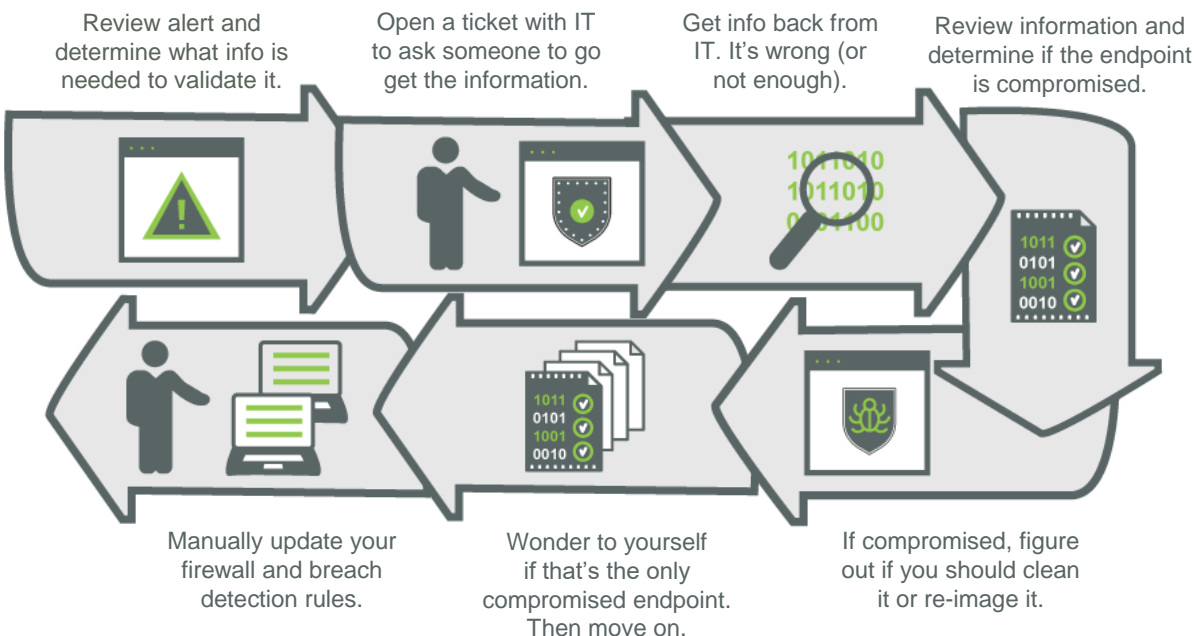 Review alert and
determine what info is
needed to validate it.
Open a ticket with IT
to ask someone to go
get the information.
Get info back from
IT. It’s wrong (or
not enough).
Review information and
determine if the endpoint
is compromised.
!
1011010
1011010
0101100
1011
0101
1001
0010
1011
0101
1001
0010
Manually update your
firewall and breach
detection rules.
Wonder to yourself
if that’s the only
compromised endpoint.
Then move on.
If compromised, figure
out if you should clean
it or re-image it.